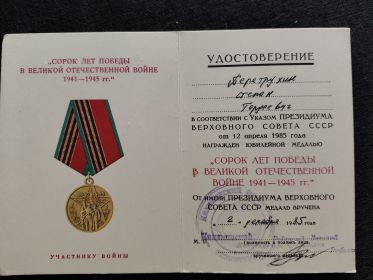 „СОРОК ЛЕТ ПОБЕДЫ
В ВЕЛИКОЙ ОТЕЧЕСТВЕННОЙ ВОЙНЕ
1941—1945 гг.“
УЧАСТНИКУ ВОЙНЫ
УДОСТОВЕРЕНИЕ
Степан
В СООТВЕТСТВИИ С УКАЗОМ ПРЕЗИДИУМА
ВЕРХОВНОГО СОВЕТА СССР
от 12 апреля 1985 года
НАГРАЖДЕН ЮБИЛЕЙНОЙ МЕДАЛЬЮ
„СОРОК ЛЕТ ПОБЕДЫ
В ВЕЛИКОЙ ОТЕЧЕСТВЕННОЙ
ВОЙНЕ 1941—1945 гг.“
ОТ ИМЕНИ ПРЕЗИДИУМА ВЕРХОВНОГО
СОВЕТА СССР МЕДАЛЬ ВРУЧЕНА
„2“ декабря 1985 года
М. П.